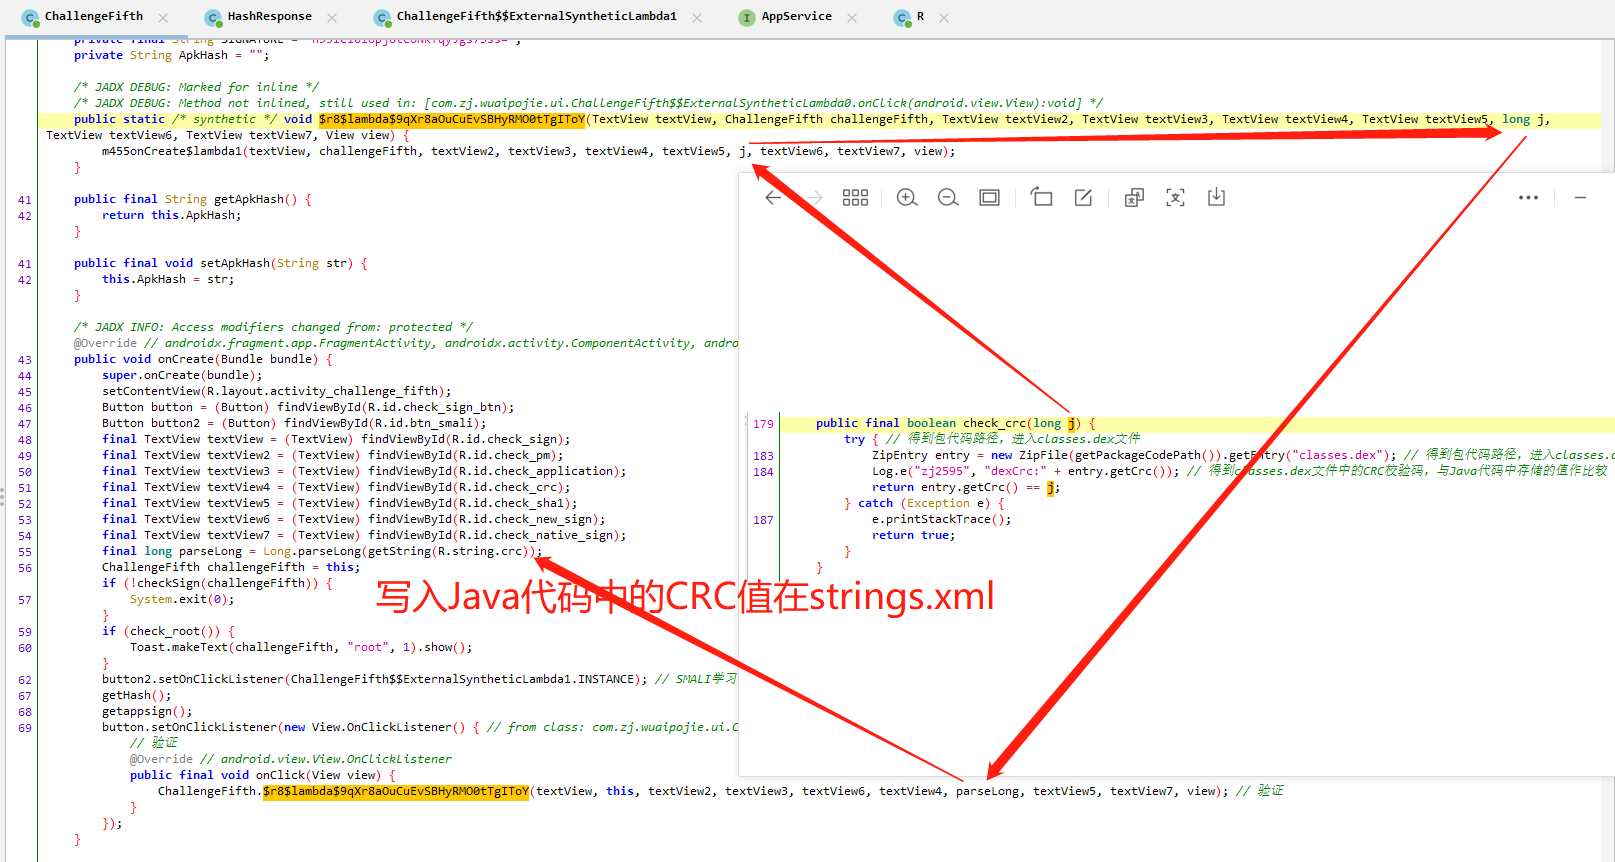 ChallengeFifth
HashResponse
ChallengeFifth$$ExternalSyntheticLambda1
AppService
R
private String ApkHash = "";
/* JADX DEBUG: Marked for inline */
/* JADX DEBUG: Method not inlined, still used in: [com.zj.wuaipojie.ui.ChallengeFifth$$ExternalSyntheticLambda0.onClick(android.view.View):void] */
public static /* synthetic */ void $r8$lambda$9qXr8aOuCuEvSBHyRMO0tTgIToY(TextView textView, ChallengeFifth challengeFifth, TextView textView2, TextView textView3, TextView textView4, TextView textView5, long j,
TextView textView6, TextView textView7, View view) {
m455onCreate$lambda1(textView, challengeFifth, textView2, textView3, textView4, textView5, j, textView6, textView7, view);
}
41 public final String getApkHash() {
42 return this.ApkHash;
}
41 public final void setApkHash(String str) {
42 this.ApkHash = str;
}
/* JADX INFO: Access modifiers changed from: protected */
@Override // androidx.fragment.app.FragmentActivity, androidx.activity.ComponentActivity, andro
43 public void onCreate(Bundle bundle) {
44 super.onCreate(bundle);
45 setContentView(R.layout.activity_challenge_fifth);
46 Button button = (Button) findViewById(R.id.check_sign_btn);
47 Button button2 = (Button) findViewById(R.id.btn_smali);
48 final TextView textView = (TextView) findViewById(R.id.check_sign);
49 final TextView textView2 = (TextView) findViewById(R.id.check_pm);
50 final TextView textView3 = (TextView) findViewById(R.id.check_application);
51 final TextView textView4 = (TextView) findViewById(R.id.check_crc);
52 final TextView textView5 = (TextView) findViewById(R.id.check_sha1);
53 final TextView textView6 = (TextView) findViewById(R.id.check_new_sign);
54 final TextView textView7 = (TextView) findViewById(R.id.check_native_sign);
55 final long parseLong = Long.parseLong(getString(R.string.crc));
56 ChallengeFifth challengeFifth = this;
if (!checkSign(challengeFifth)) {
57 System.exit(0);
}
59 if (check_root()) {
60 Toast.makeText(challengeFifth, "root", 1).show();
}
62 button2.setOnClickListener(ChallengeFifth$$ExternalSyntheticLambda1.INSTANCE); // SMALI学习
67 getHash();
68 getappsign();
69 button.setOnClickListener(new View.OnClickListener() { // from class: com.zj.wuaipojie.ui.C
// 验证
@Override // android.view.View.OnClickListener
public final void onClick(View view) {
ChallengeFifth.$r8$lambda$9qXr8aOuCuEvSBHyRMO0tTgIToY(textView, this, textView2, textView3, textView6, textView4, parseLong, textView5, textView7, view); // 验证
}
});
}
179 public final boolean check_crc(long j) {
try { // 得到包代码路径，进入classes.dex文件
183 ZipEntry entry = new ZipFile(getPackageCodePath()).getEntry("classes.dex"); // 得到包代码路径，进入classes.d
184 Log.e("zj2595", "dexCrc:" + entry.getCrc()); // 得到classes.dex文件中的CRC校验码，与Java代码中存储的值作比较
return entry.getCrc() == j;
} catch (Exception e) {
187 e.printStackTrace();
return true;
}
}
写入Java代码中的CRC值在strings.xml